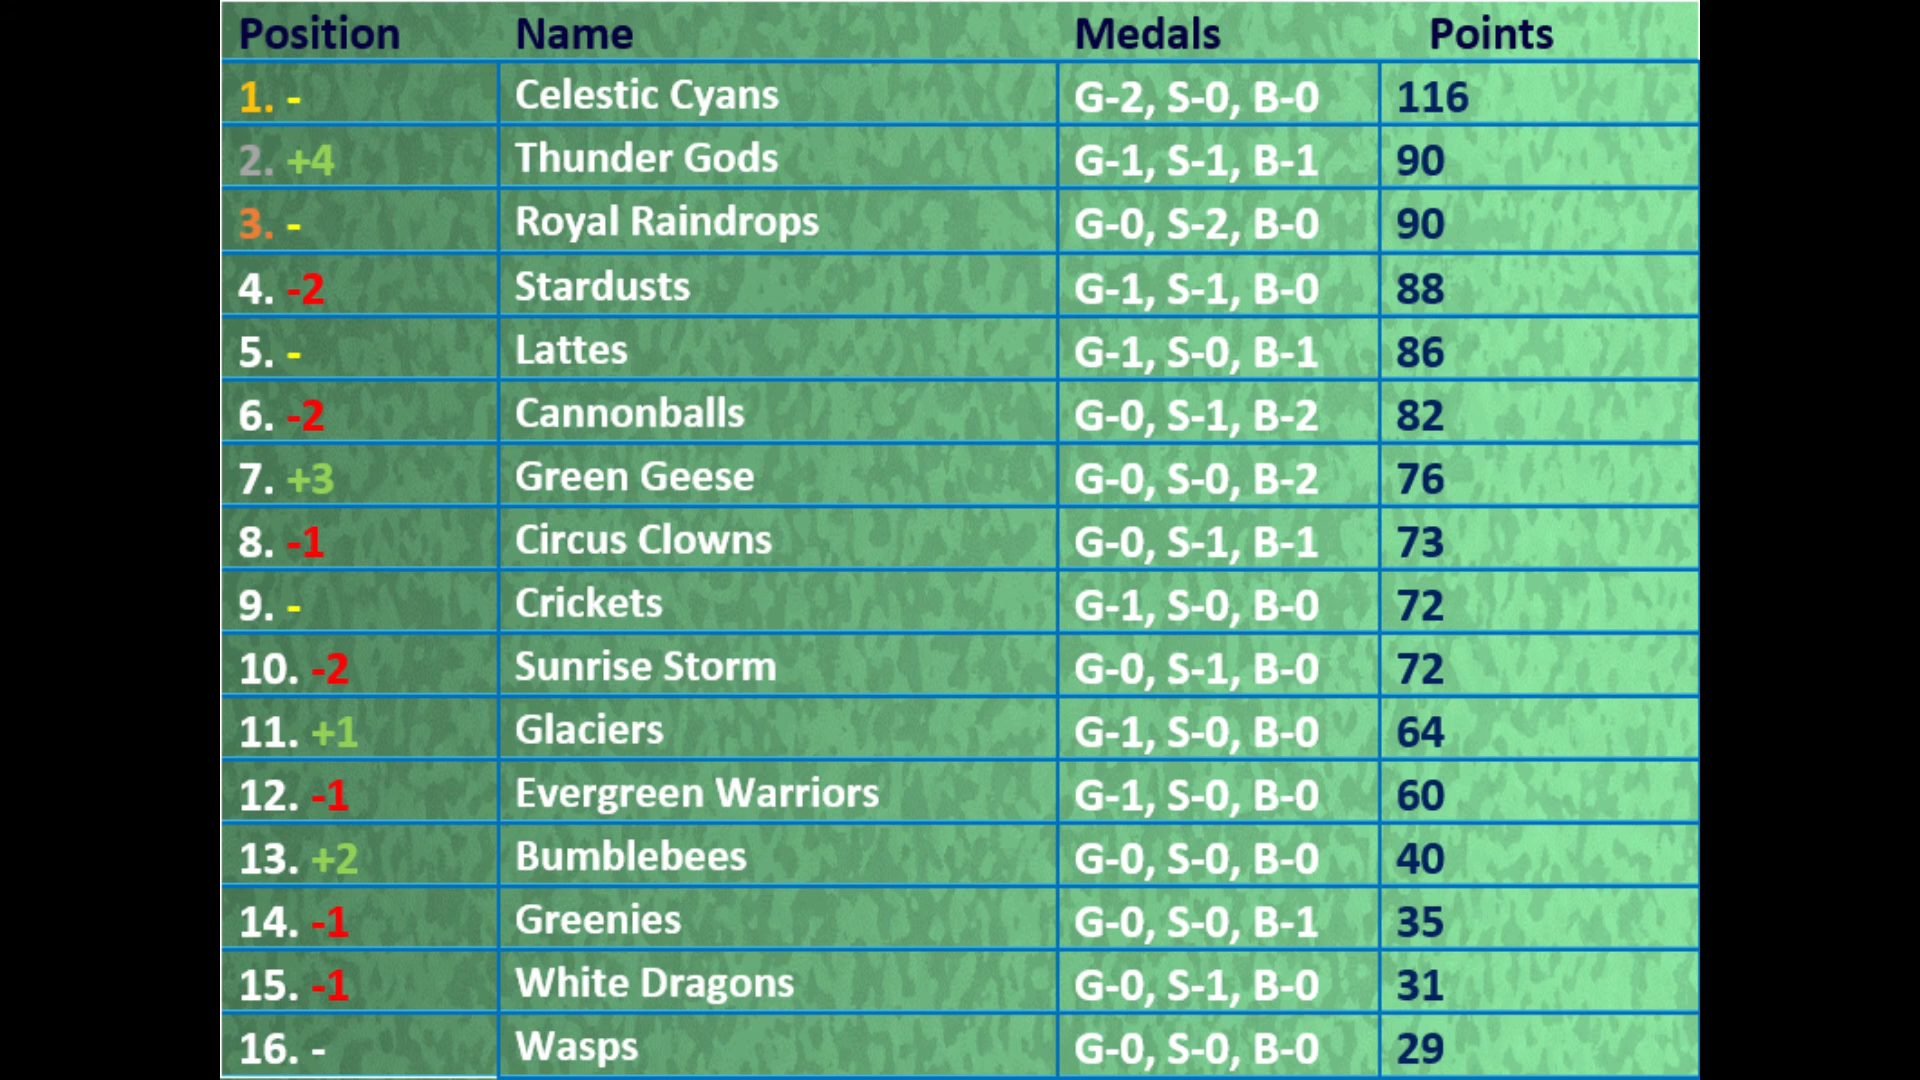 Position Name Medals Points
1. - Celestic Cyans G-2, S-0, B-0 116
2. +4 Thunder Gods G-1, S-1, B-1 90
3. - Royal Raindrops G-0, S-2, B-0 90
4. -2 Stardusts G-1, S-1, B-0 88
5. - Lattes G-1, S-0, B-1 86
6. -2 Cannonballs G-0, S-1, B-2 82
7. +3 Green Geese G-0, S-0, B-2 76
8. -1 Circus Clowns G-0, S-1, B-1 73
9. - Crickets G-1, S-0, B-0 72
10. -2 Sunrise Storm G-0, S-1, B-0 72
11. +1 Glaciers G-1, S-0, B-0 64
12. -1 Evergreen Warriors G-1, S-0, B-0 60
13. +2 Bumblebees G-0, S-0, B-0 40
14. -1 Greenies G-0, S-0, B-1 35
15. -1 White Dragons G-0, S-1, B-0 31
16. - Wasps G-0, S-0, B-0 29